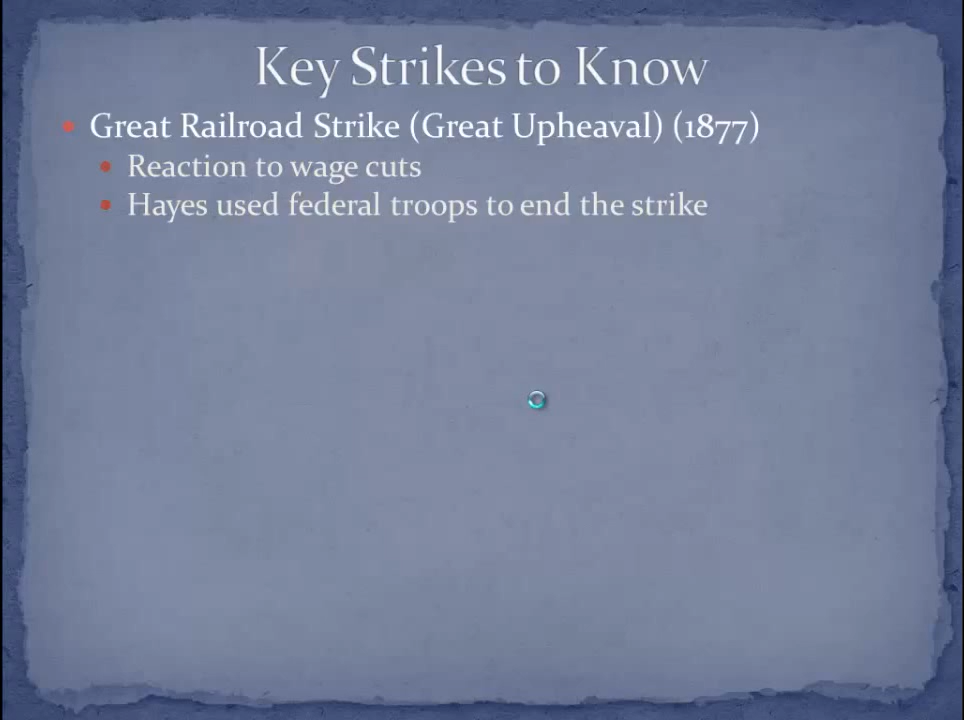 Key Strikes to Know
Great Railroad Strike (Great Upheaval) (1877)
Reaction to wage cuts
Hayes used federal troops to end the strike